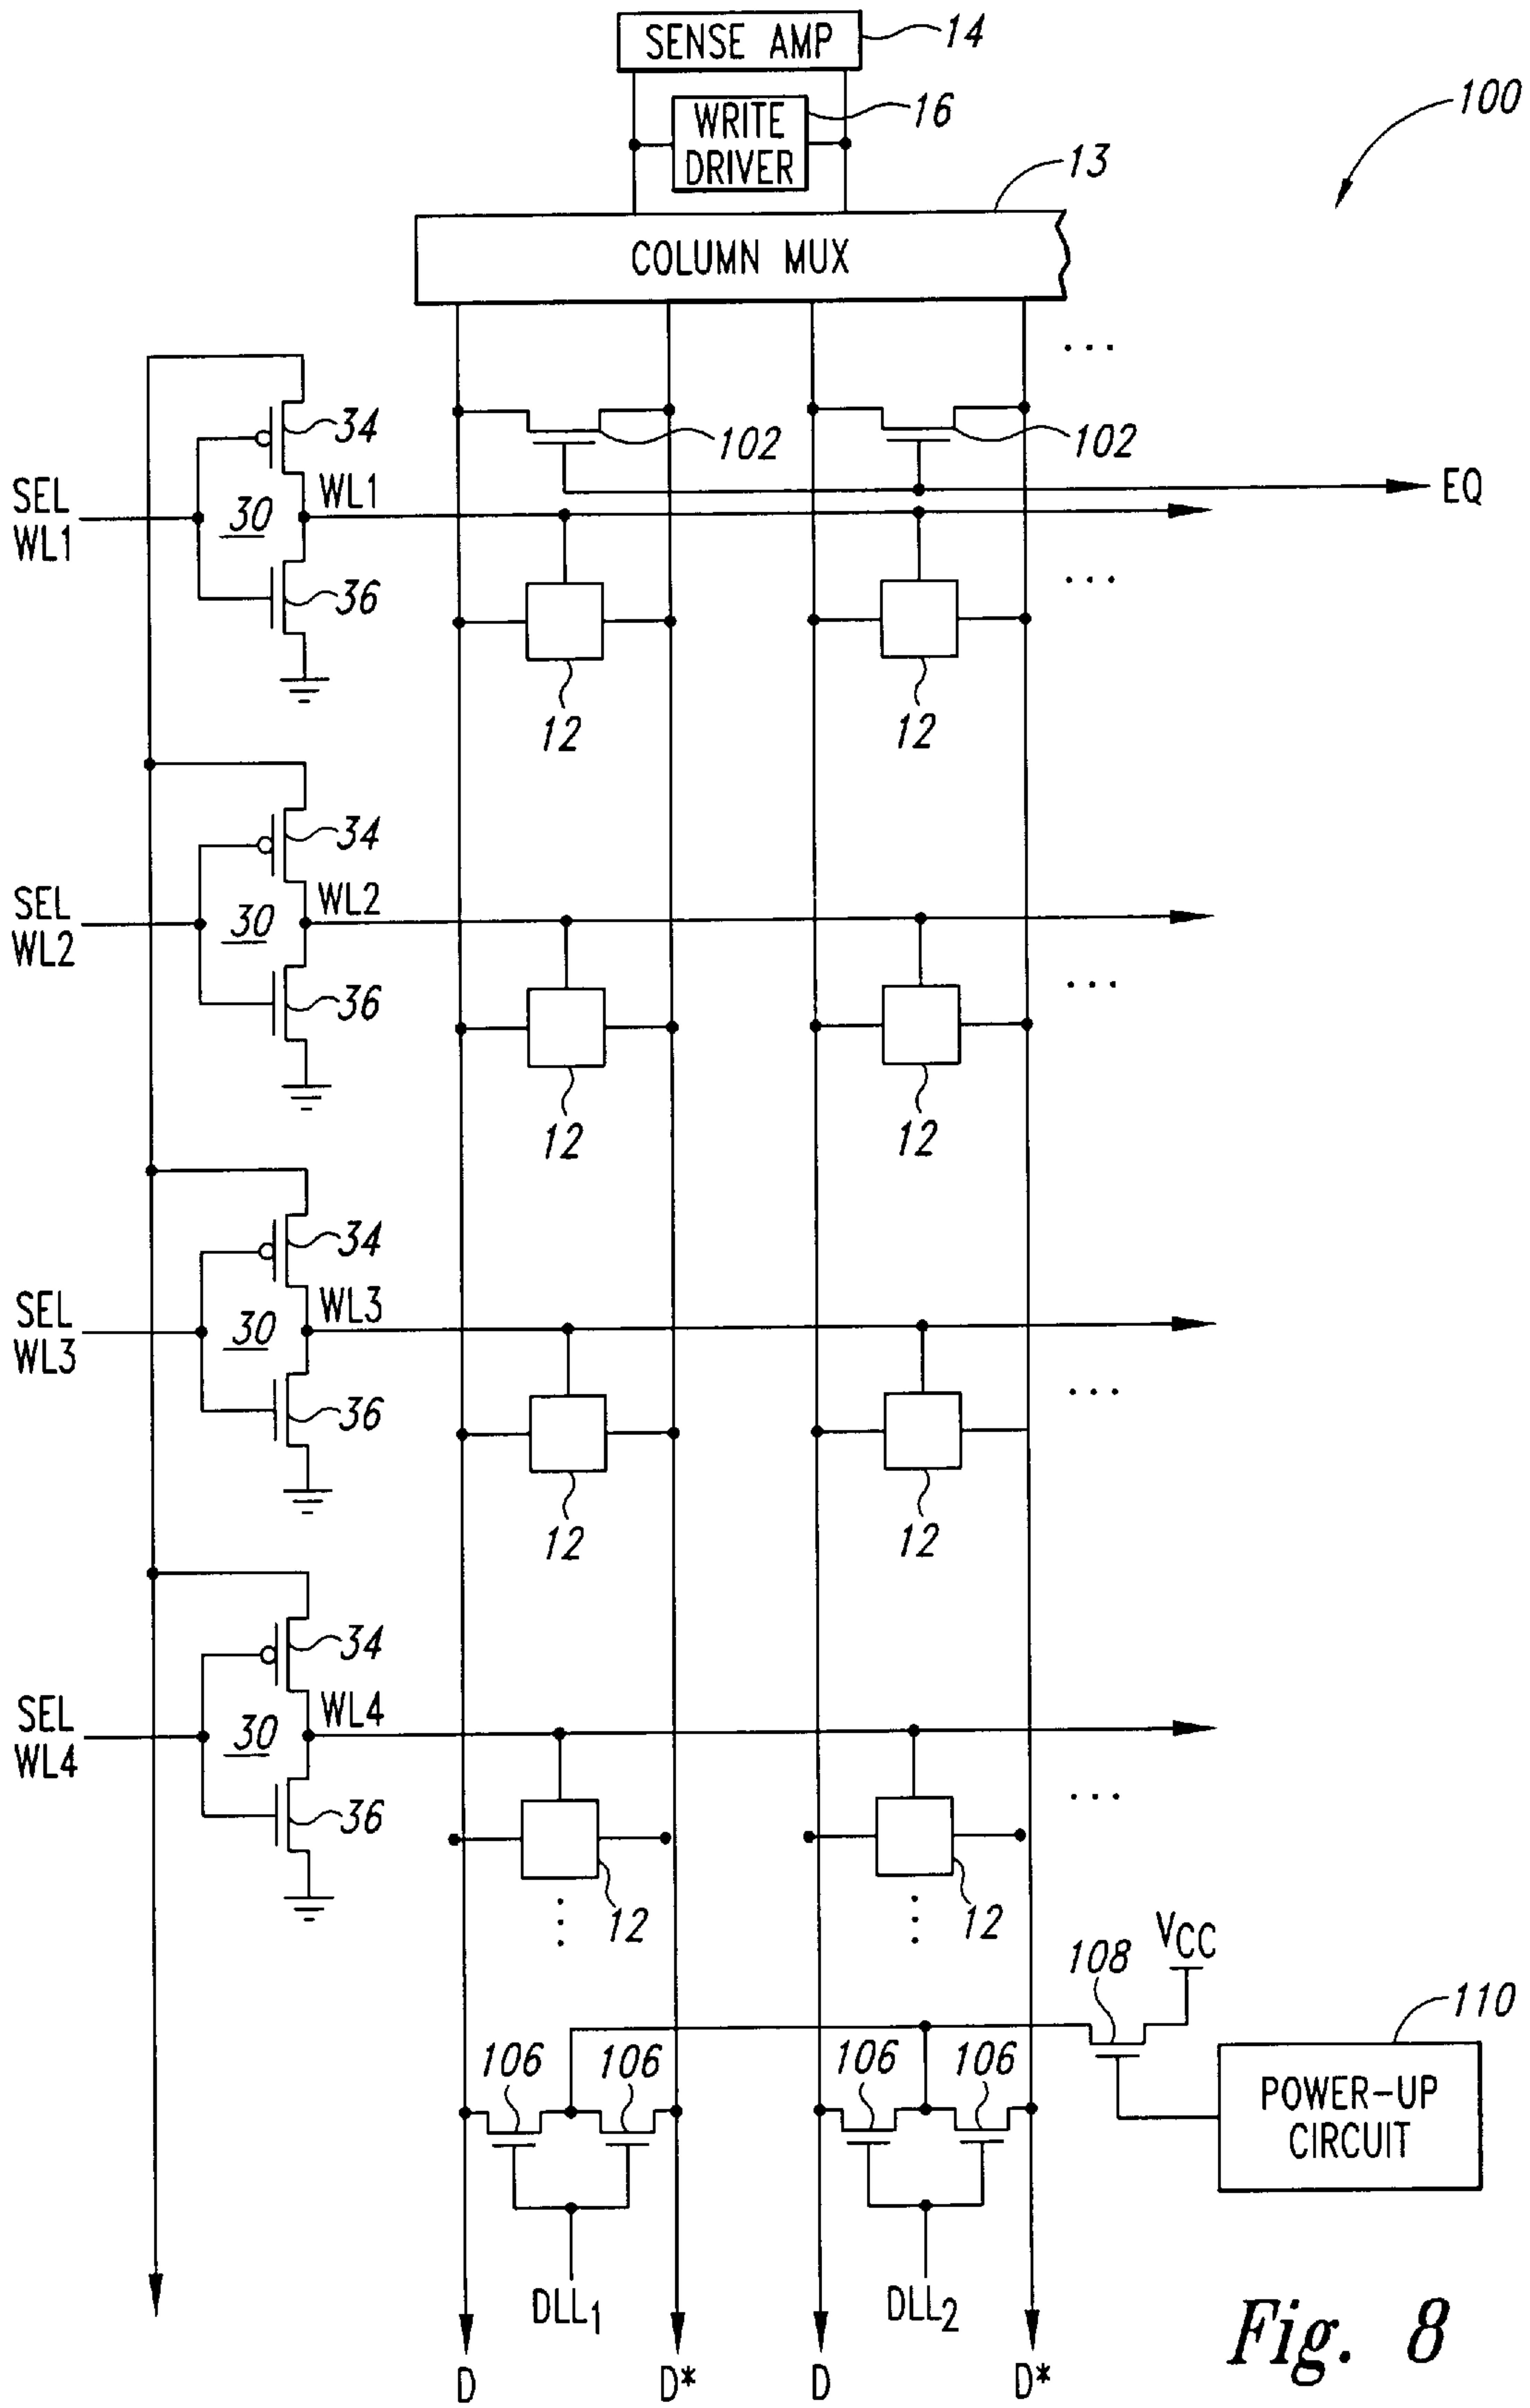 SENSE AMP
14
WRITE
DRIVER
16
100
13
COLUMN MUX
...
34
102
102
SEL
WL1
30
WL1
EQ
36
...
12
12
34
SEL
WL2
30
WL2
36
...
12
12
34
SEL
WL3
30
WL3
36
...
12
12
34
SEL
WL4
30
WL4
36
...
12
12
108
VCC
110
106
106
106
106
POWER-UP
CIRCUIT
DLL1
DLL2
D
D*
D
D*
Fig. 8